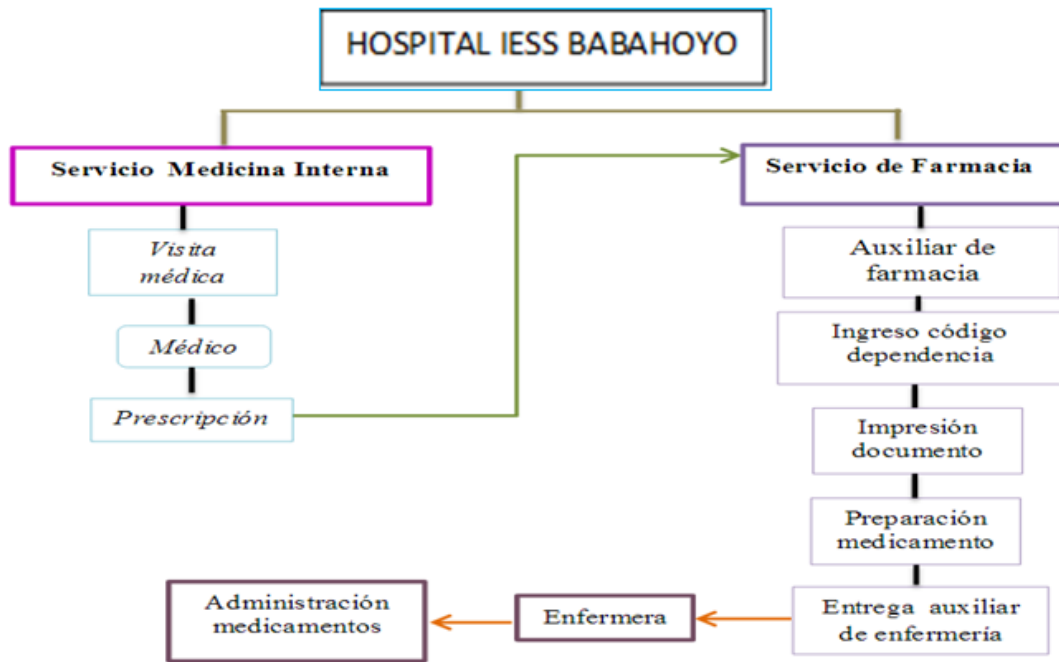 HOSPITAL IESS BABAHOYO
Servicio Medicina Interna
Visita
médica
Médico
Prescripción
Servicio de Farmacia
Auxiliar de
farmacia
Ingreso código
dependencia
Impresión
documento
Preparación
medicamento
Entrega auxiliar
de enfermería
Enfermera
Administración
medicamentos